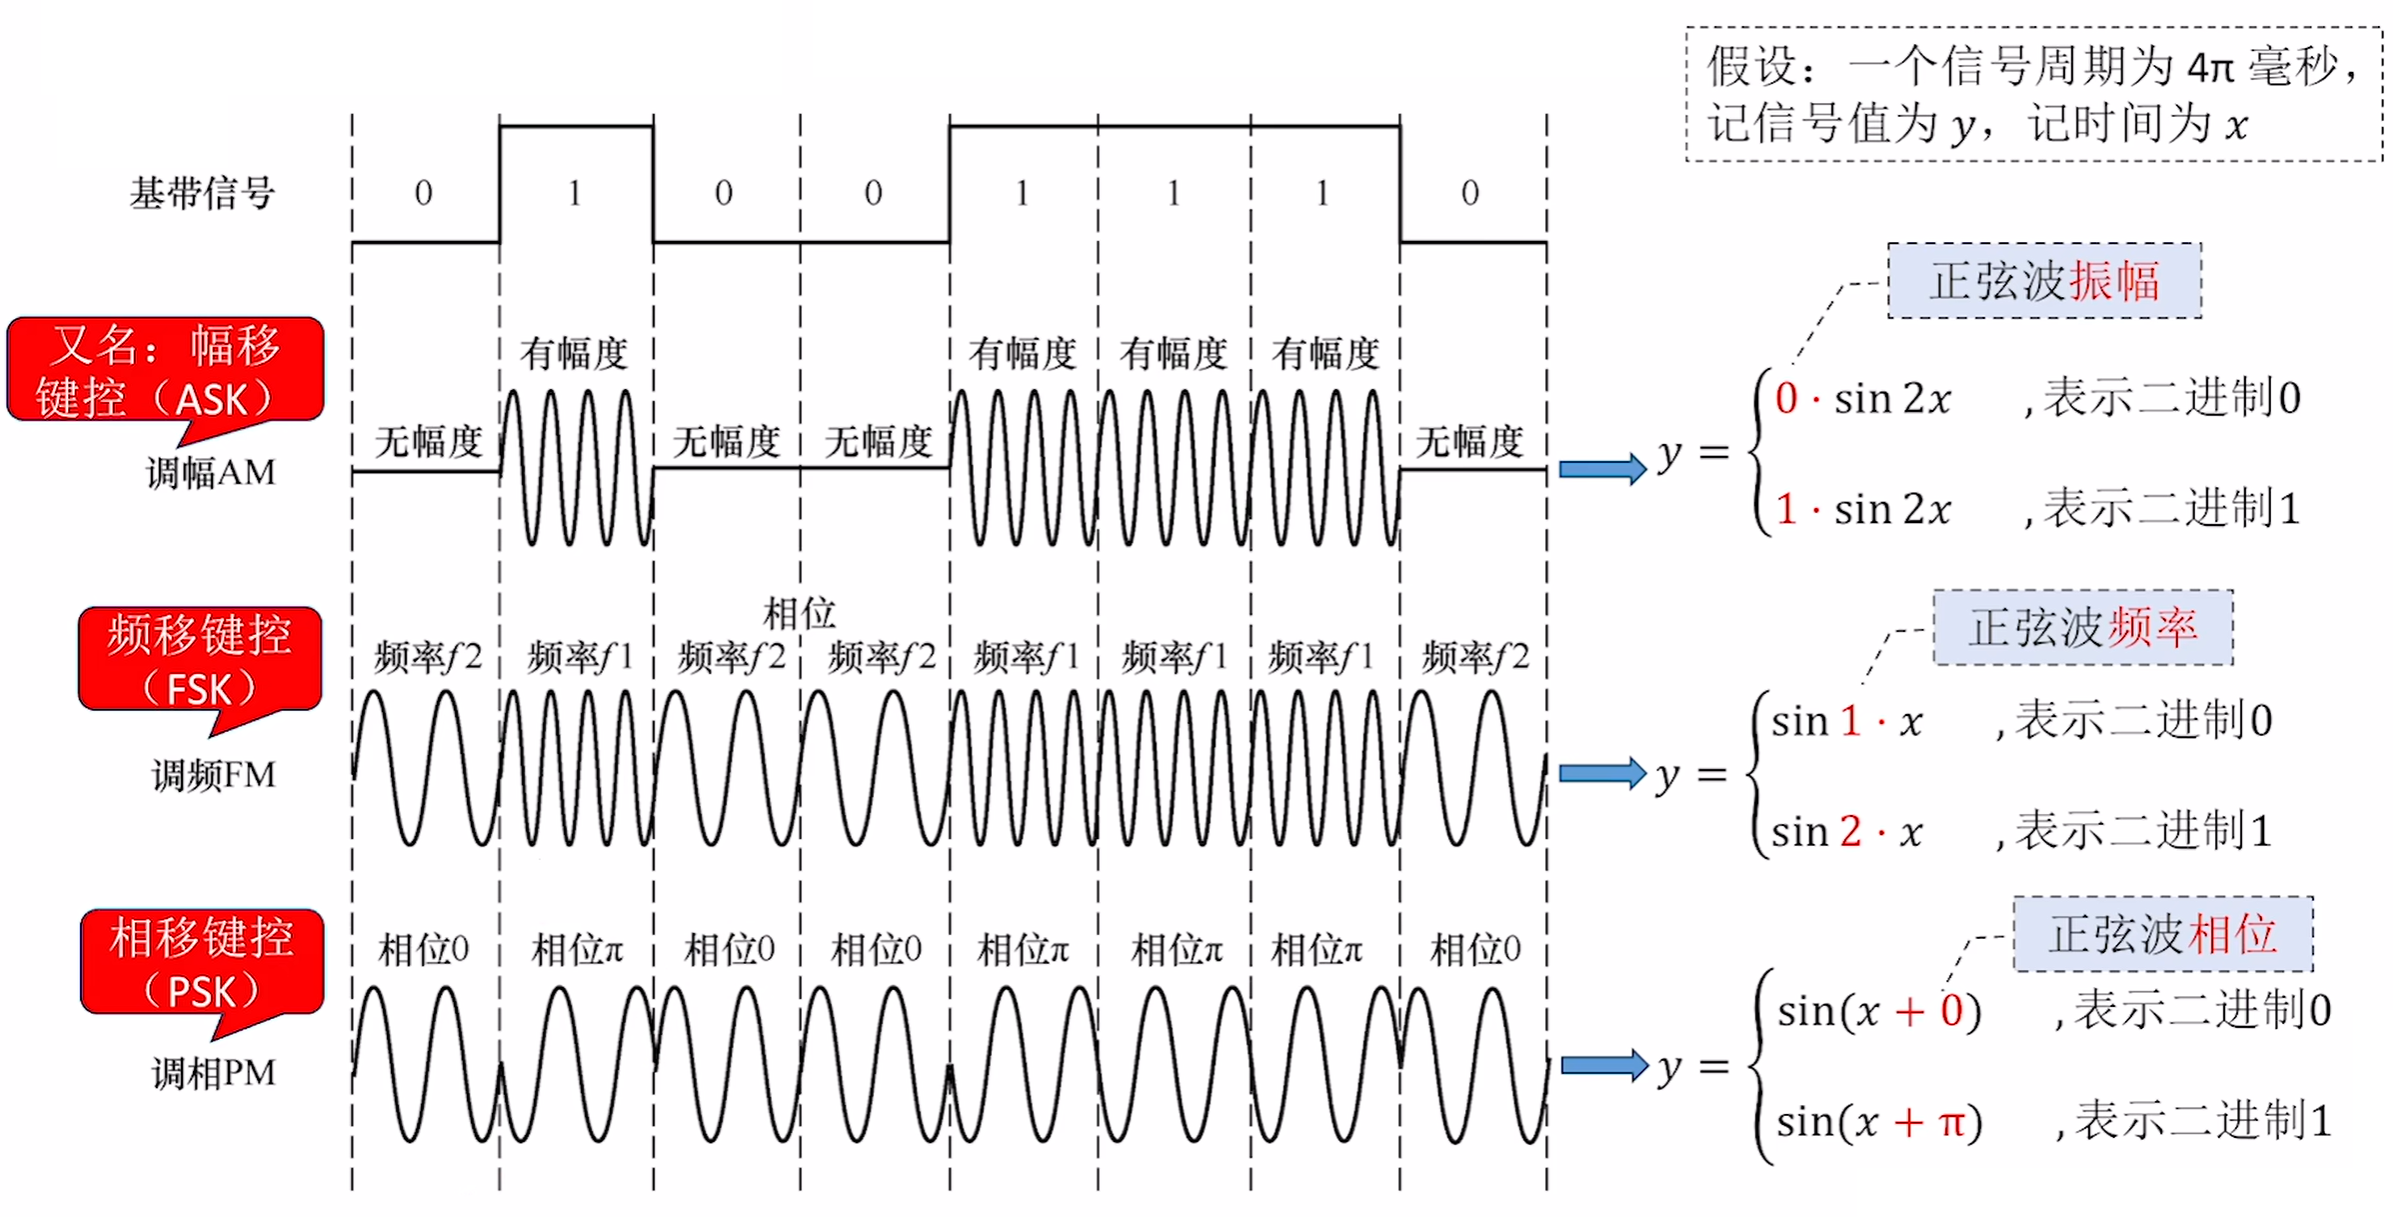 假设：一个信号周期为 4π 毫秒，
记信号值为 y，记时间为 x
基带信号
0 1 0 0 1 1 1 0
正弦波振幅
又名：幅移
键控（ASK）
调幅AM
无幅度 有幅度 无幅度 无幅度 有幅度 有幅度 有幅度 无幅度
y =
0 · sin 2x ,表示二进制0
1 · sin 2x ,表示二进制1
正弦波频率
频移键控
（FSK）
调频FM
相位
频率f2 频率f1 频率f2 频率f2 频率f1 频率f1 频率f1 频率f2
y =
sin 1 · x ,表示二进制0
sin 2 · x ,表示二进制1
正弦波相位
相移键控
（PSK）
调相PM
相位0 相位π 相位0 相位0 相位π 相位π 相位π 相位0
y =
sin(x + 0) ,表示二进制0
sin(x + π) ,表示二进制1